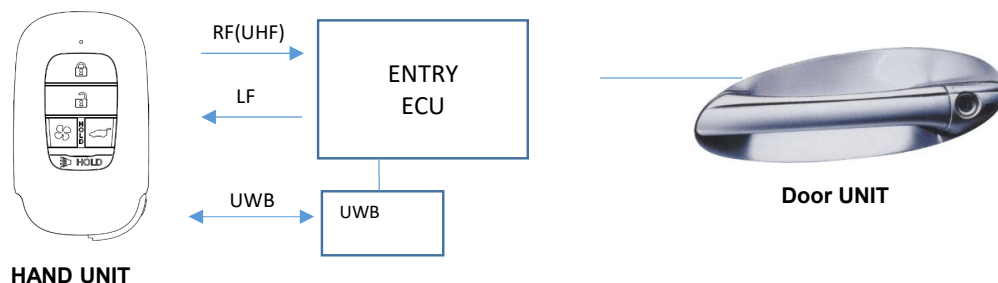 RF(UHF)
LF
UWB
ENTRY
ECU
UWB
HOLD
HOLD
HAND UNIT
Door UNIT